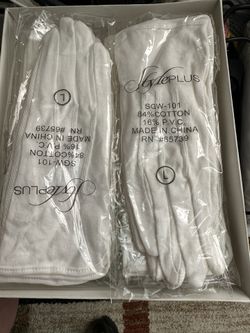 StylePLUS
SGW-101
84%COTTON
16% P.V.C.
MADE IN CHINA
RN #65739
L
StylePLUS
SGW-101
84%COTTON
16% P.V.C.
MADE IN CHINA
RN #65739
L